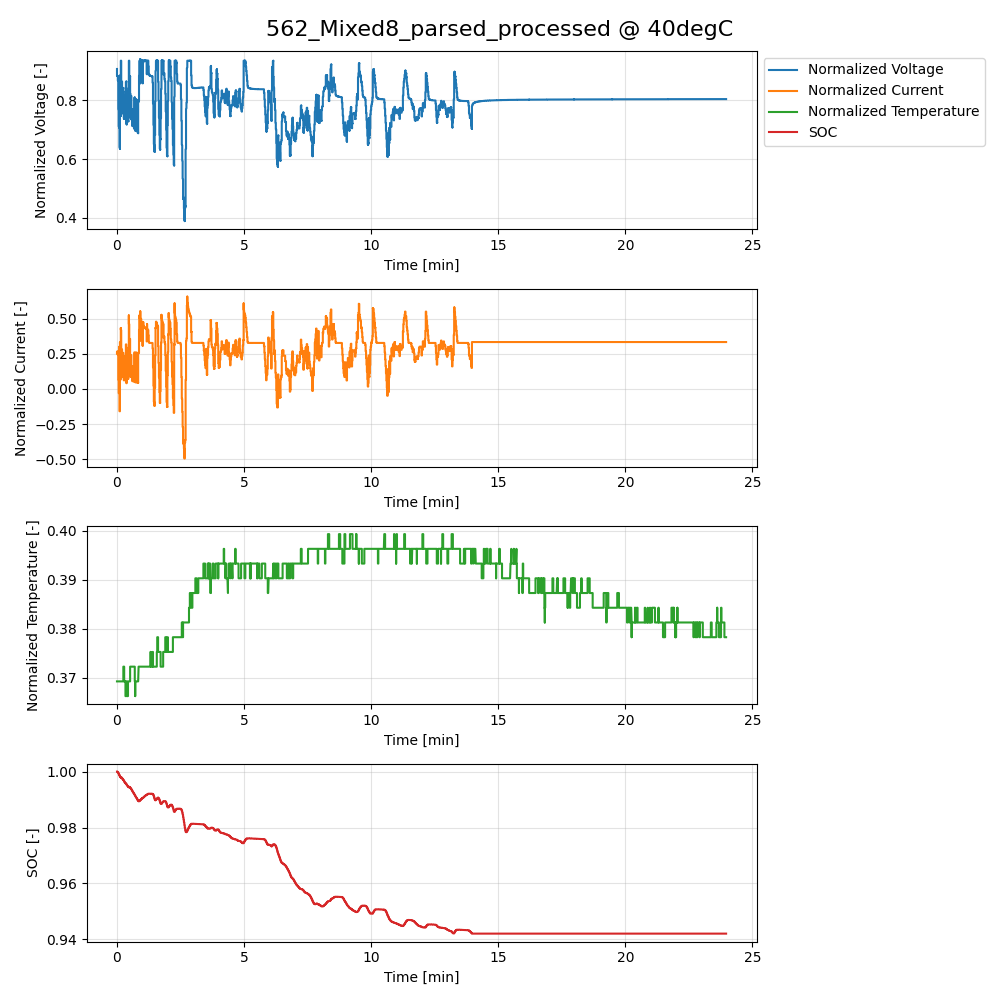 562_Mixed8_parsed_processed @ 40degC
Normalized Voltage [-]
0.8
0.6
0.4
0 5 10 15 20 25
Time [min]
Normalized Voltage
Normalized Current
Normalized Temperature
SOC
Normalized Current [-]
0.50
0.25
0.00
−0.25
−0.50
0 5 10 15 20 25
Time [min]
Normalized Temperature [-]
0.40
0.39
0.38
0.37
0 5 10 15 20 25
Time [min]
SOC [-]
1.00
0.98
0.96
0.94
0 5 10 15 20 25
Time [min]